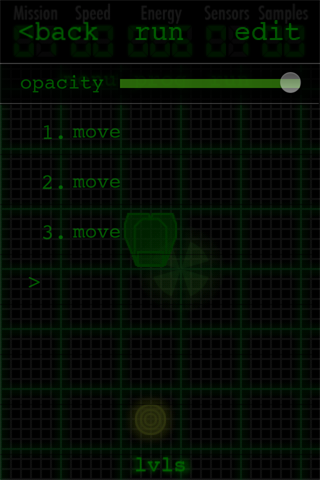 Mission Speed Energy Sensors Samples
<back run edit
opacity
1. move
2. move
3. move
>
lvls